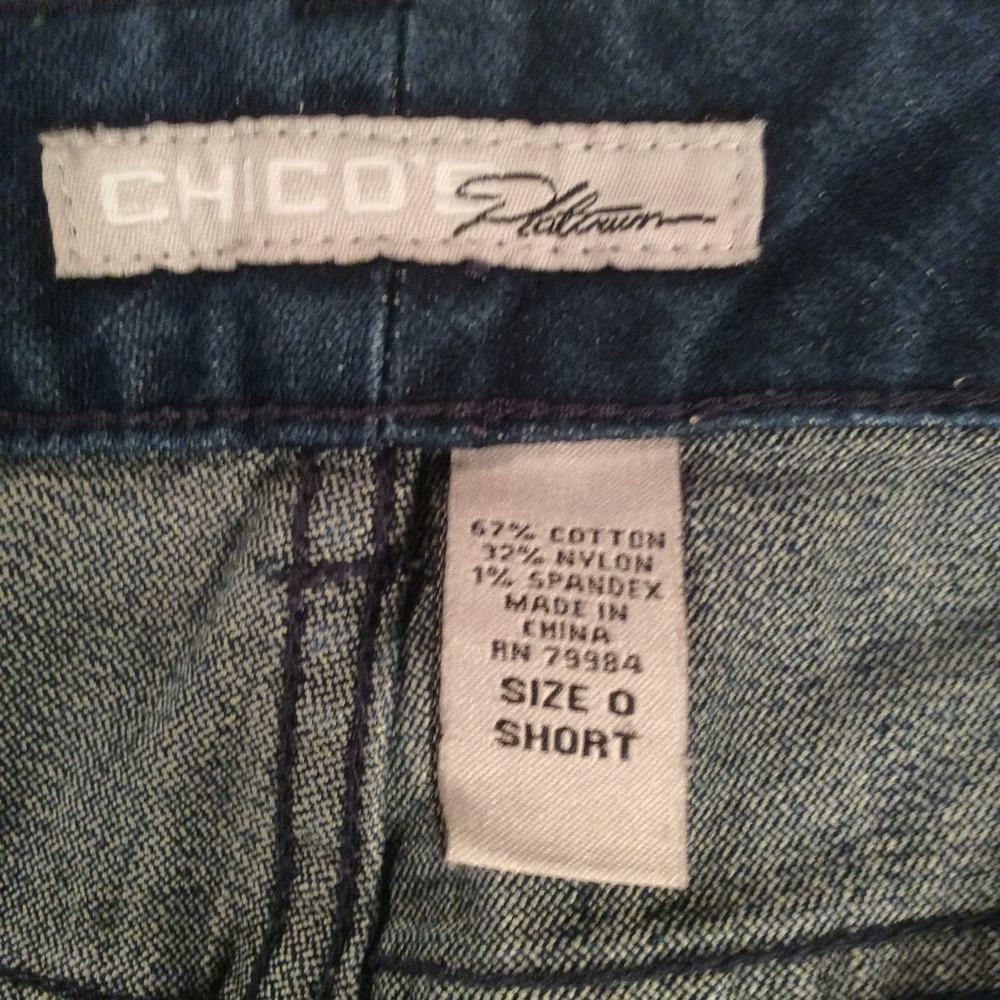 CHICO'S Platinum
67% COTTON
32% NYLON
1% SPANDEX
MADE IN
CHINA
RN 79984
SIZE 0
SHORT